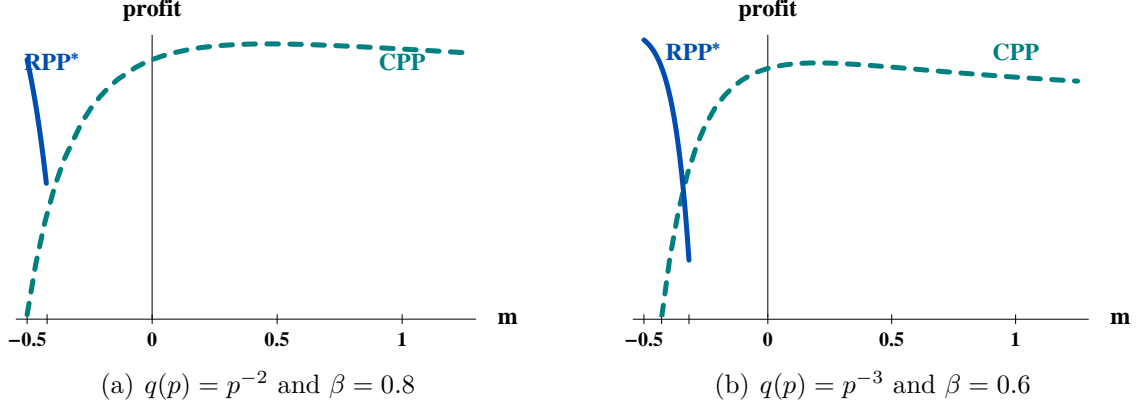 profit
RPP*
CPP
m
−0.5
0
0.5
1
(a) q(p) = p⁻² and β = 0.8
profit
RPP*
CPP
m
−0.5
0
0.5
1
(b) q(p) = p⁻³ and β = 0.6